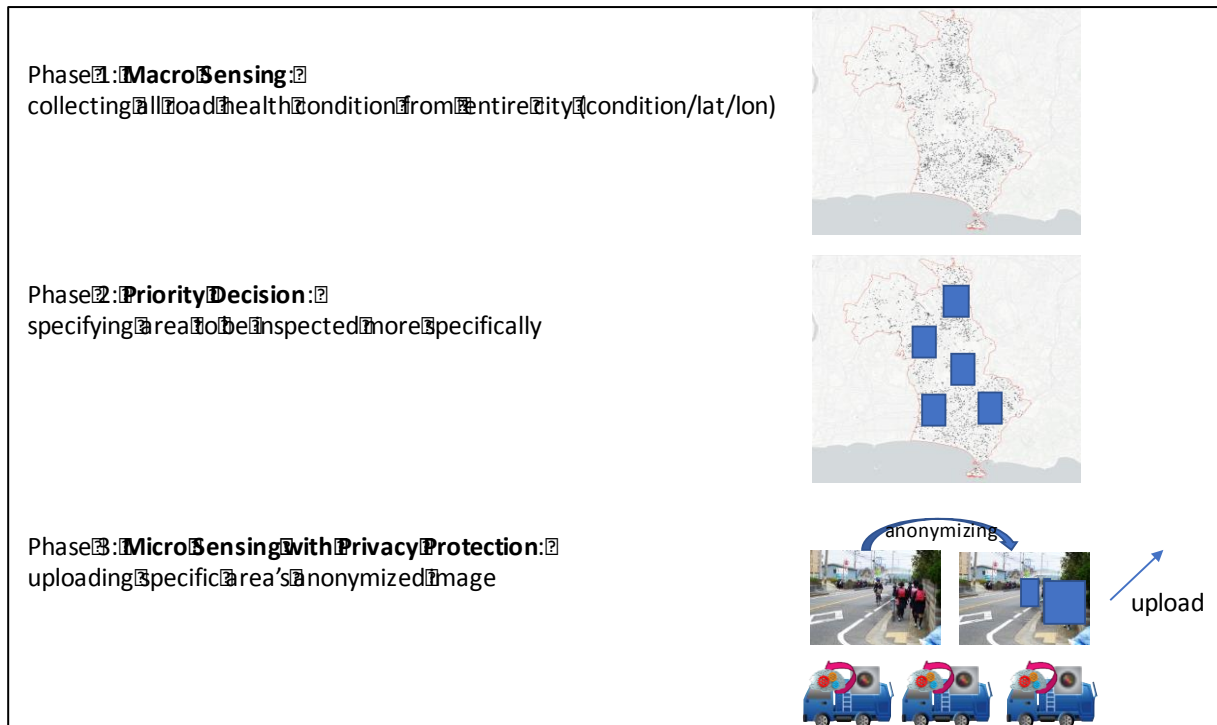 Phase 1: Macro Sensing:
collecting all road health condition from entire city (condition/lat/lon)
Phase 2: Priority Decision:
specifying area to be inspected more specifically
Phase 3: Micro Sensing with Privacy Protection:
uploading specific area's anonymized image
anonymizing
upload